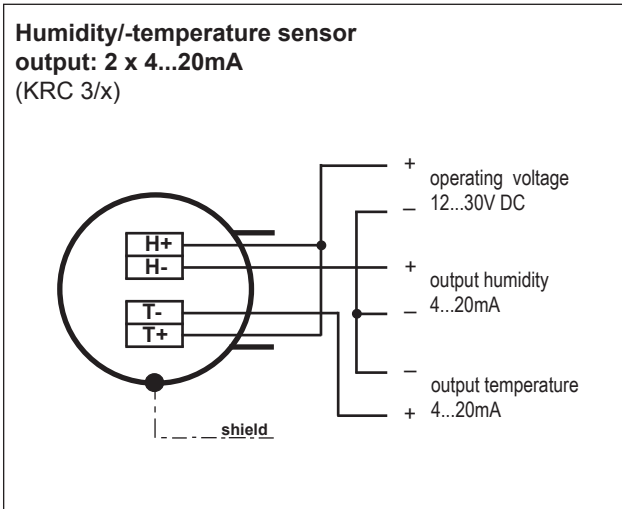 Humidity/-temperature sensor
output: 2 x 4...20mA
(KRC 3/x)
+
operating voltage
– 12...30V DC
H+
H-
+
output humidity
– 4...20mA
T-
T+
–
output temperature
+ 4...20mA
shield